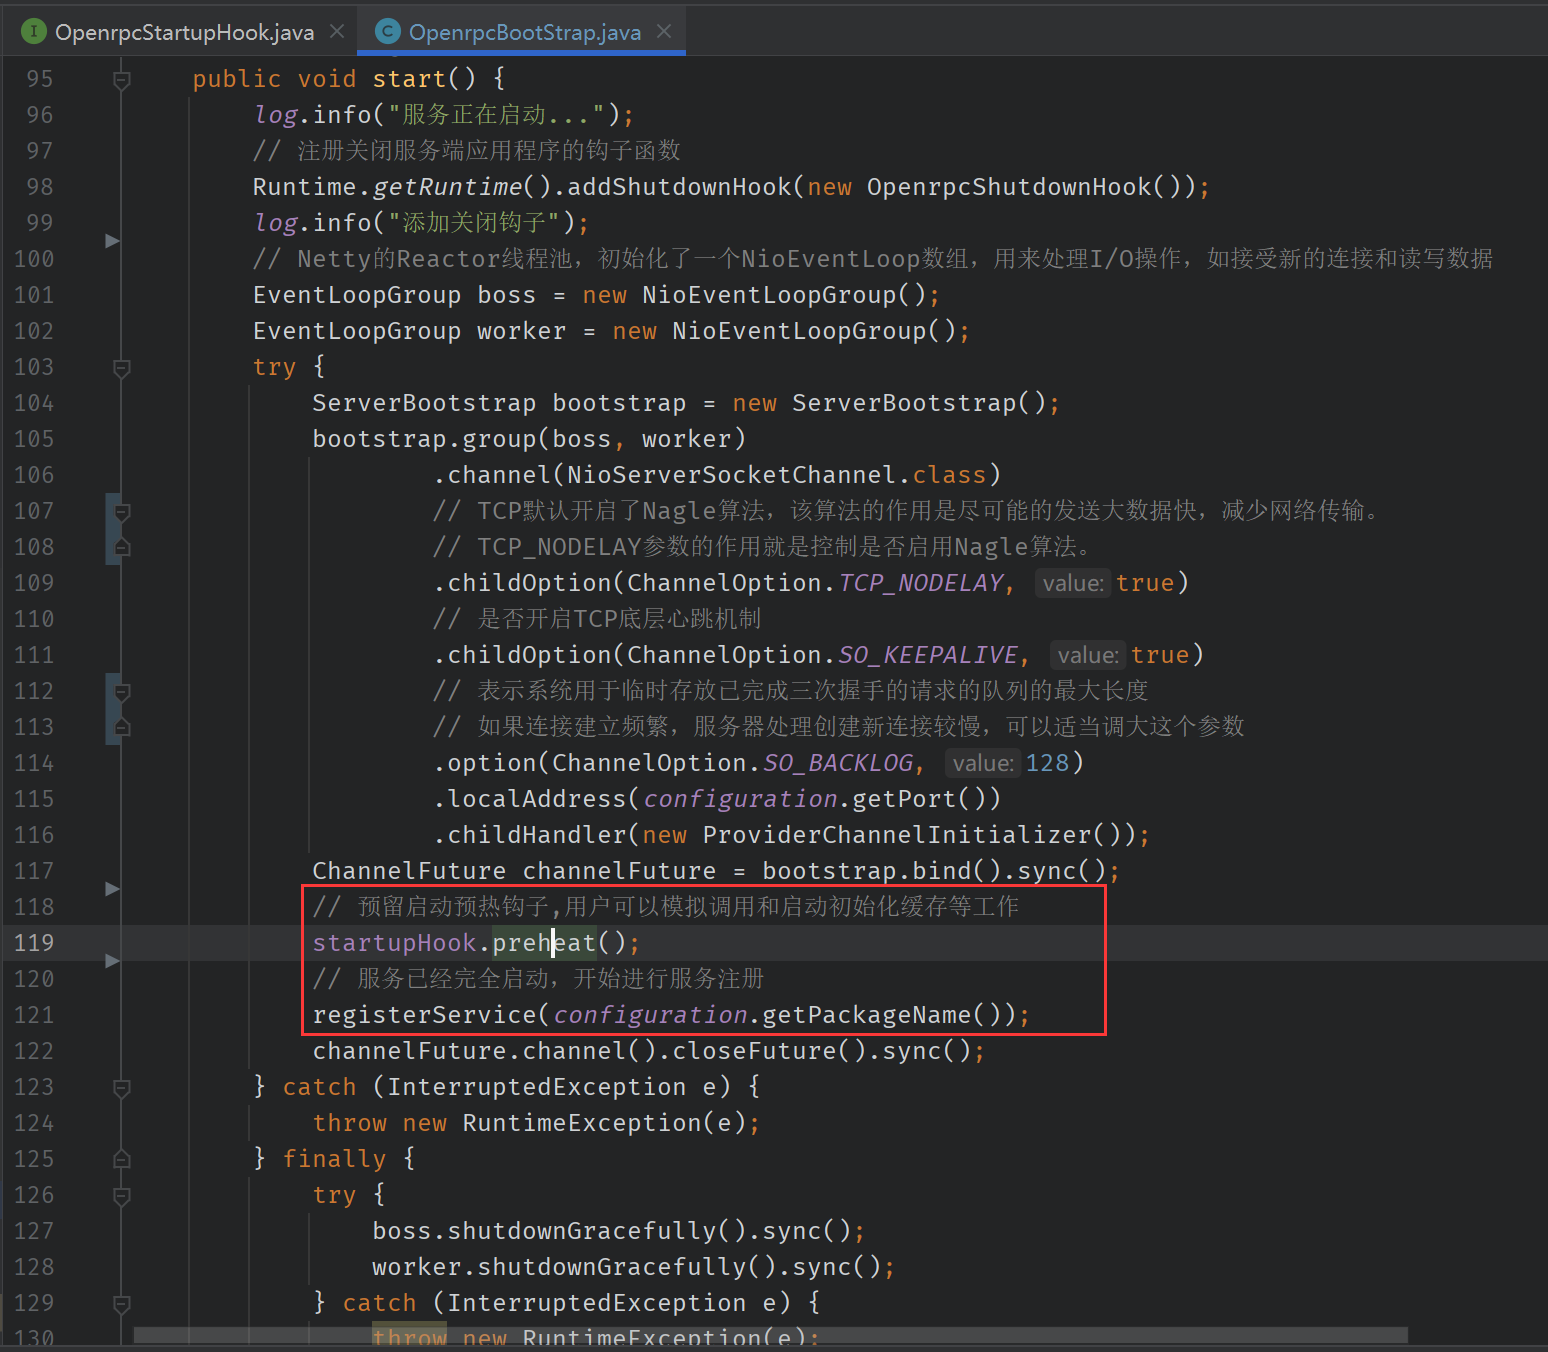 I OpenrpcStartupHook.java × C OpenrpcBootStrap.java ×
95 public void start() {
96 log.info("服务正在启动...");
97 // 注册关闭服务端应用程序的钩子函数
98 Runtime.getRuntime().addShutdownHook(new OpenrpcShutdownHook());
99 log.info("添加关闭钩子");
100 // Netty的Reactor线程池，初始化了一个NioEventLoop数组，用来处理I/O操作，如接受新的连接和读写数据
101 EventLoopGroup boss = new NioEventLoopGroup();
102 EventLoopGroup worker = new NioEventLoopGroup();
103 try {
104 ServerBootstrap bootstrap = new ServerBootstrap();
105 bootstrap.group(boss, worker)
106 .channel(NioServerSocketChannel.class)
107 // TCP默认开启了Nagle算法，该算法的作用是尽可能的发送大数据快，减少网络传输。
108 // TCP_NODELAY参数的作用就是控制是否启用Nagle算法。
109 .childOption(ChannelOption.TCP_NODELAY, value: true)
110 // 是否开启TCP底层心跳机制
111 .childOption(ChannelOption.SO_KEEPALIVE, value: true)
112 // 表示系统用于临时存放已完成三次握手的请求的队列的最大长度
113 // 如果连接建立频繁，服务器处理创建新连接较慢，可以适当调大这个参数
114 .option(ChannelOption.SO_BACKLOG, value: 128)
115 .localAddress(configuration.getPort())
116 .childHandler(new ProviderChannelInitializer());
117 ChannelFuture channelFuture = bootstrap.bind().sync();
118 // 预留启动预热钩子,用户可以模拟调用和启动初始化缓存等工作
119 startupHook.preheat();
120 // 服务已经完全启动，开始进行服务注册
121 registerService(configuration.getPackageName());
122 channelFuture.channel().closeFuture().sync();
123 } catch (InterruptedException e) {
124 throw new RuntimeException(e);
125 } finally {
126 try {
127 boss.shutdownGracefully().sync();
128 worker.shutdownGracefully().sync();
129 } catch (InterruptedException e) {
130 throw new RuntimeException(e);